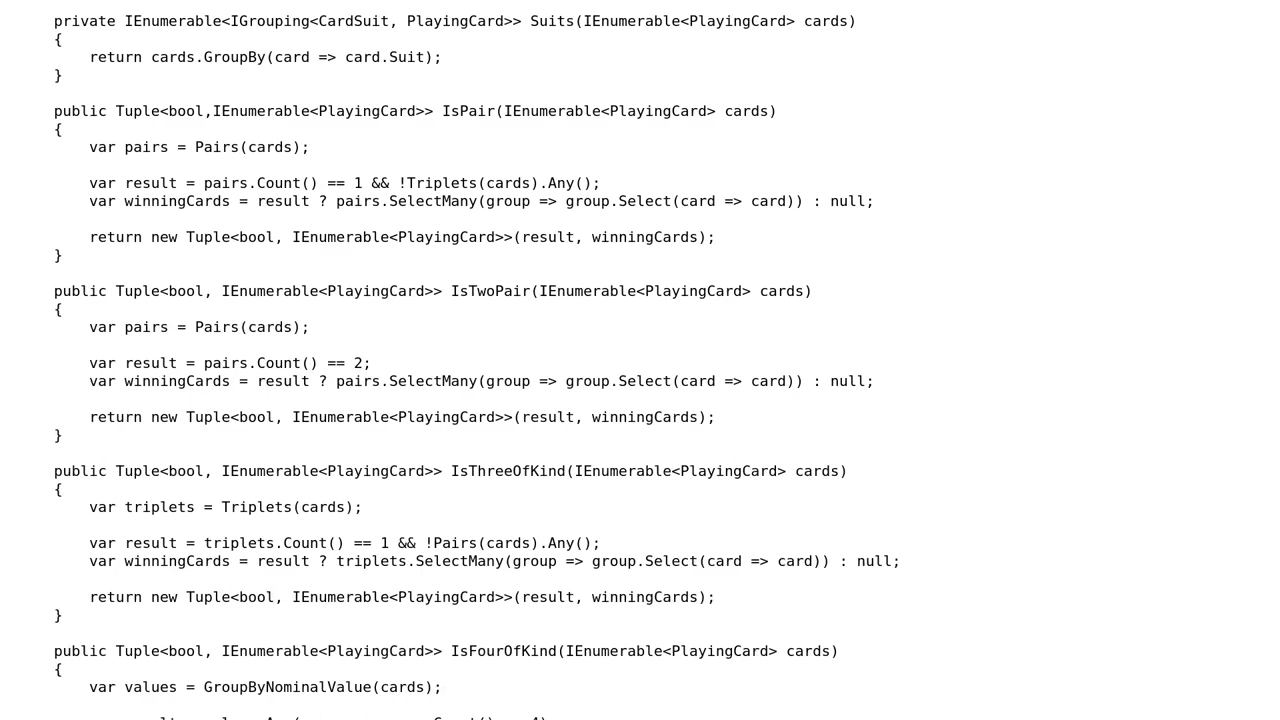 private IEnumerable<IGrouping<CardSuit, PlayingCard>> Suits(IEnumerable<PlayingCard> cards)
{
    return cards.GroupBy(card => card.Suit);
}

public Tuple<bool,IEnumerable<PlayingCard>> IsPair(IEnumerable<PlayingCard> cards)
{
    var pairs = Pairs(cards);

    var result = pairs.Count() == 1 && !Triplets(cards).Any();
    var winningCards = result ? pairs.SelectMany(group => group.Select(card => card)) : null;

    return new Tuple<bool, IEnumerable<PlayingCard>>(result, winningCards);
}

public Tuple<bool, IEnumerable<PlayingCard>> IsTwoPair(IEnumerable<PlayingCard> cards)
{
    var pairs = Pairs(cards);

    var result = pairs.Count() == 2;
    var winningCards = result ? pairs.SelectMany(group => group.Select(card => card)) : null;

    return new Tuple<bool, IEnumerable<PlayingCard>>(result, winningCards);
}

public Tuple<bool, IEnumerable<PlayingCard>> IsThreeOfKind(IEnumerable<PlayingCard> cards)
{
    var triplets = Triplets(cards);

    var result = triplets.Count() == 1 && !Pairs(cards).Any();
    var winningCards = result ? triplets.SelectMany(group => group.Select(card => card)) : null;

    return new Tuple<bool, IEnumerable<PlayingCard>>(result, winningCards);
}

public Tuple<bool, IEnumerable<PlayingCard>> IsFourOfKind(IEnumerable<PlayingCard> cards)
{
    var values = GroupByNominalValue(cards);